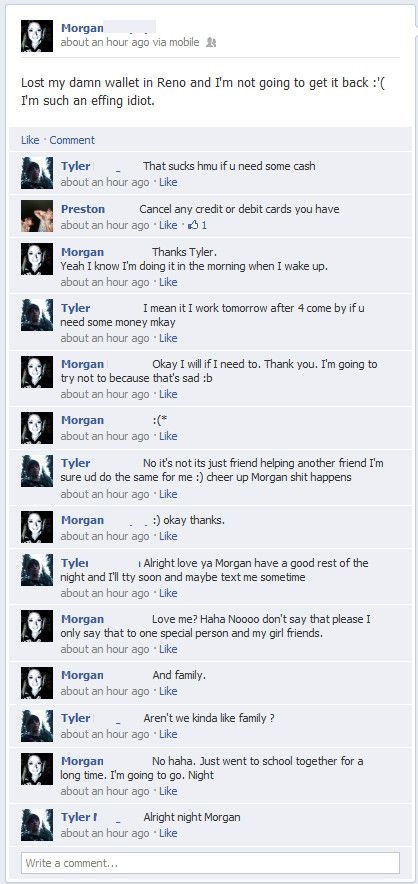 Morgan
about an hour ago via mobile
Lost my damn wallet in Reno and I'm not going to get it back :'(
I'm such an effing idiot.
Like · Comment
Tyler That sucks hmu if u need some cash
about an hour ago · Like
Preston Cancel any credit or debit cards you have
about an hour ago · Like · 1
Morgan Thanks Tyler.
Yeah I know I'm doing it in the morning when I wake up.
about an hour ago · Like
Tyler I mean it I work tomorrow after 4 come by if u
need some money mkay
about an hour ago · Like
Morgan Okay I will if I need to. Thank you. I'm going to
try not to because that's sad :b
about an hour ago · Like
Morgan :(*
about an hour ago · Like
Tyler No it's not its just friend helping another friend I'm
sure ud do the same for me :) cheer up Morgan shit happens
about an hour ago · Like
Morgan :) okay thanks.
about an hour ago · Like
Tyler Alright love ya Morgan have a good rest of the
night and I'll tty soon and maybe text me sometime
about an hour ago · Like
Morgan Love me? Haha Noooo don't say that please I
only say that to one special person and my girl friends.
about an hour ago · Like
Morgan And family.
about an hour ago · Like
Tyler Aren't we kinda like family ?
about an hour ago · Like
Morgan No haha. Just went to school together for a
long time. I'm going to go. Night
about an hour ago · Like
Tyler Alright night Morgan
about an hour ago · Like
Write a comment...